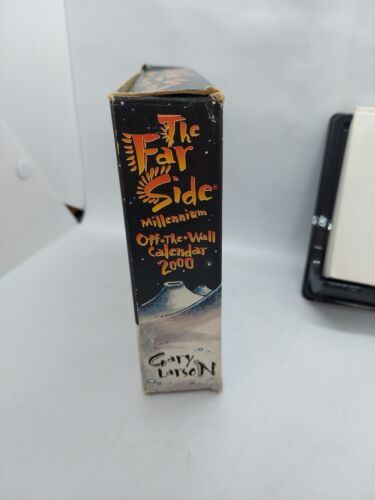 The
Far
Side®
Millennium
Off-The-Wall
Calendar
2000
Gary
Larson